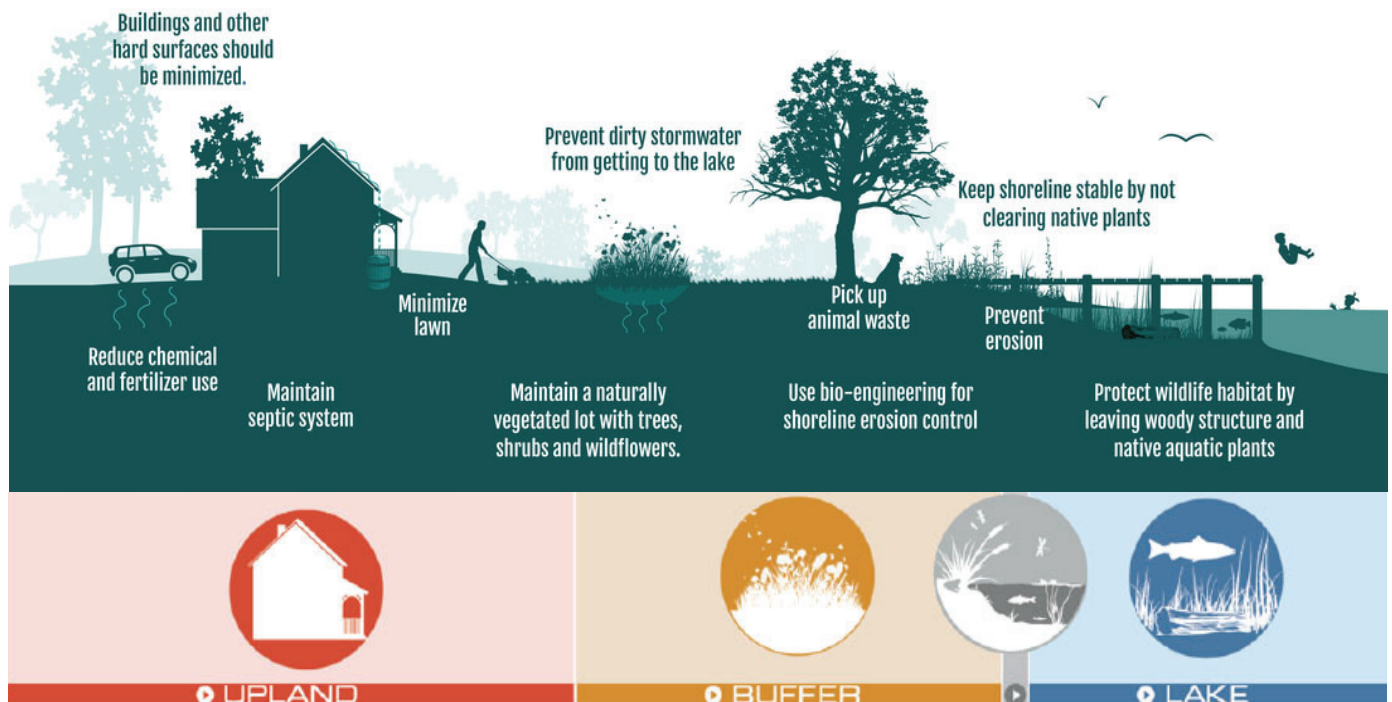 Buildings and other
hard surfaces should
be minimized.
Prevent dirty stormwater
from getting to the lake
Keep shoreline stable by not
clearing native plants
Minimize
lawn
Pick up
animal waste
Prevent
erosion
Reduce chemical
and fertilizer use
Maintain
septic system
Maintain a naturally
vegetated lot with trees,
shrubs and wildflowers.
Use bio-engineering for
shoreline erosion control
Protect wildlife habitat by
leaving woody structure and
native aquatic plants
UPLAND
BUFFER
LAKE